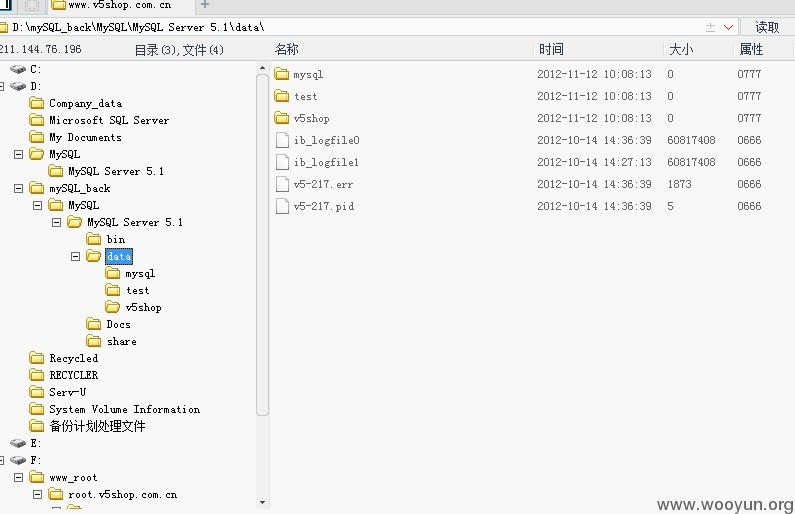 www.v5shop.com.cn
D:\mySQL_back\MySQL\MySQL Server 5.1\data\
读取
211.144.76.196 目录(3),文件(4)
名称 时间 大小 属性
C:
D:
Company_data
Microsoft SQL Server
My Documents
MySQL
MySQL Server 5.1
mySQL_back
MySQL
MySQL Server 5.1
bin
data
mysql
test
v5shop
Docs
share
Recycled
RECYCLER
Serv-U
System Volume Information
备份计划处理文件
E:
F:
www_root
root.v5shop.com.cn
mysql 2012-11-12 10:08:13 0 0777
test 2012-11-12 10:08:13 0 0777
v5shop 2012-11-12 10:08:13 0 0777
ib_logfile0 2012-10-14 14:36:39 60817408 0666
ib_logfile1 2012-10-14 14:27:13 60817408 0666
v5-217.err 2012-10-14 14:36:39 1873 0666
v5-217.pid 2012-10-14 14:36:39 5 0666
www.wooyun.org